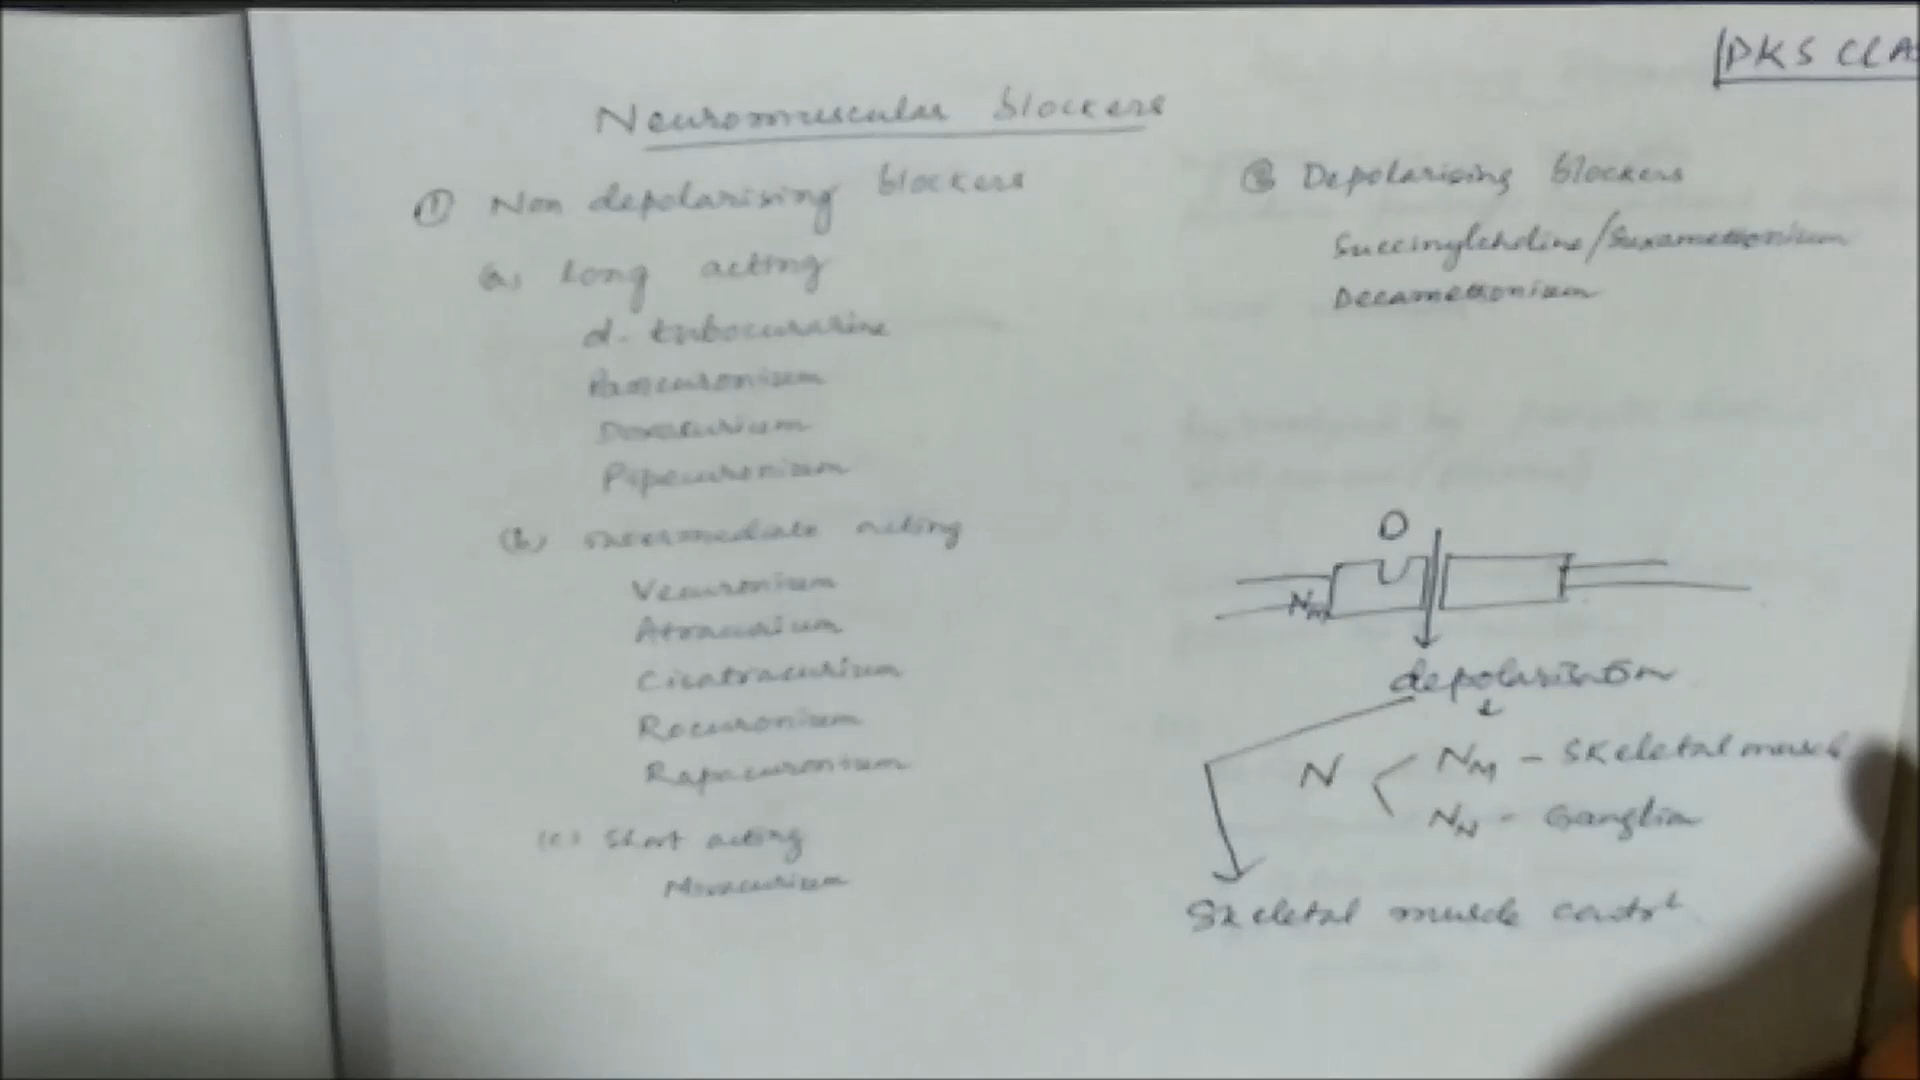 PKS CLA
Neuromuscular blockers
① Non depolarising blockers
(a) Long acting
d. tubocurarine
Pancuronium
Doxacurium
Pipecuronium
(b) intermediate acting
Vecuronium
Atracurium
Cisatracurium
Rocuronium
Rapacuronium
(c) Short acting
Mivacurium
② Depolarising blockers
Succinylcholine/Suxamethonium
Decamethonium
Nm
depolarisation
N
NM - Skeletal muscl
NN - Ganglia
Skeletal muscle contrn